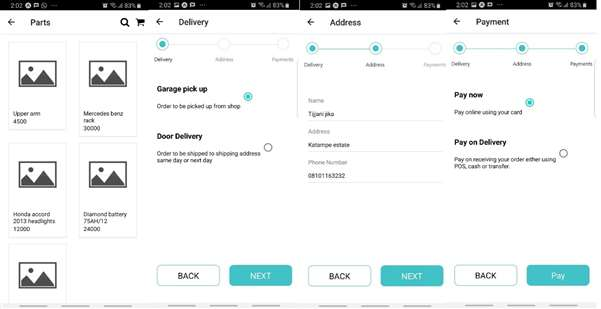 2:02 83%
Parts
Upper arm
4500
Mercedes benz
rack
30000
Honda accord
2013 headlights
12000
Diamond battery
75AH/12
24000
2:02 83%
Delivery
Delivery Address Payments
Garage pick up
Order to be picked up from shop
Door Delivery
Order to be shipped to shipping address
same day or next day
BACK NEXT
2:02 83%
Address
Delivery Address Payments
Name
Tijjani jika
Address
Katampe estate
Phone Number
08101163232
BACK NEXT
2:02 83%
Payment
Delivery Address Payments
Pay now
Pay online using your card
Pay on Delivery
Pay on receiving your order either using
POS, cash or transfer.
BACK Pay